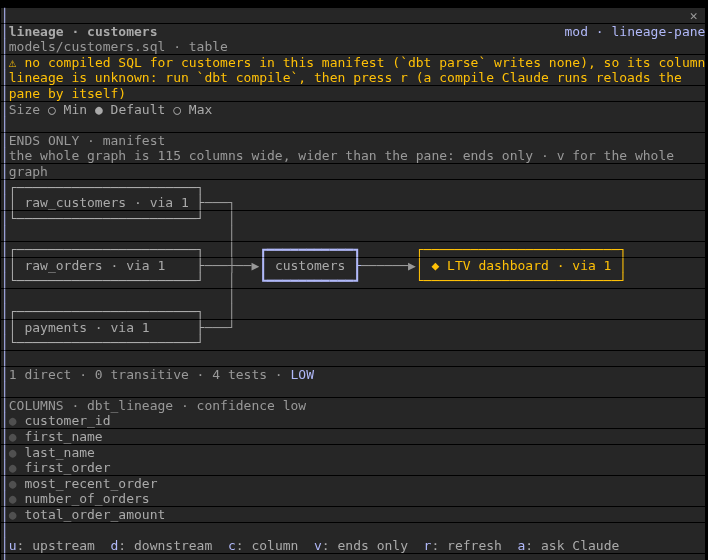 ×
lineage · customers mod · lineage-pane
models/customers.sql · table
⚠ no compiled SQL for customers in this manifest (`dbt parse` writes none), so its column
lineage is unknown: run `dbt compile`, then press r (a compile Claude runs reloads the
pane by itself)
Size ○ Min ● Default ○ Max
ENDS ONLY · manifest
the whole graph is 115 columns wide, wider than the pane: ends only · v for the whole
graph
raw_customers · via 1
raw_orders · via 1 customers ◆ LTV dashboard · via 1
payments · via 1
1 direct · 0 transitive · 4 tests · LOW
COLUMNS · dbt_lineage · confidence low
● customer_id
● first_name
● last_name
● first_order
● most_recent_order
● number_of_orders
● total_order_amount
u: upstream d: downstream c: column v: ends only r: refresh a: ask Claude